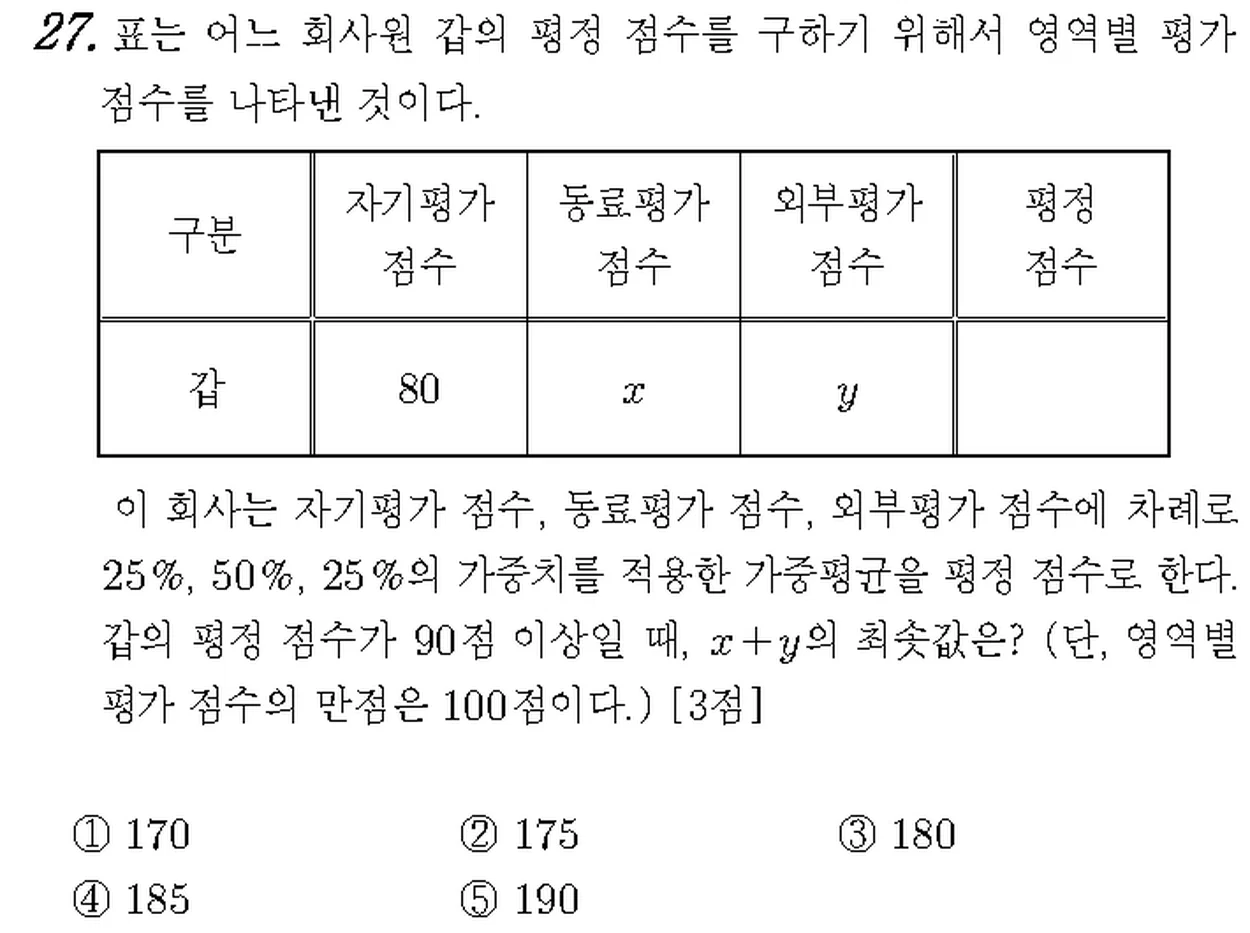 27. 표는 어느 회사원 갑의 평정 점수를 구하기 위해서 영역별 평가
점수를 나타낸 것이다.
구분 자기평가 점수 동료평가 점수 외부평가 점수 평정 점수
갑 80 x y
이 회사는 자기평가 점수, 동료평가 점수, 외부평가 점수에 차례로
25%, 50%, 25%의 가중치를 적용한 가중평균을 평정 점수로 한다.
갑의 평정 점수가 90점 이상일 때, x+y의 최솟값은? (단, 영역별
평가 점수의 만점은 100점이다.) [3점]
① 170 ② 175 ③ 180
④ 185 ⑤ 190